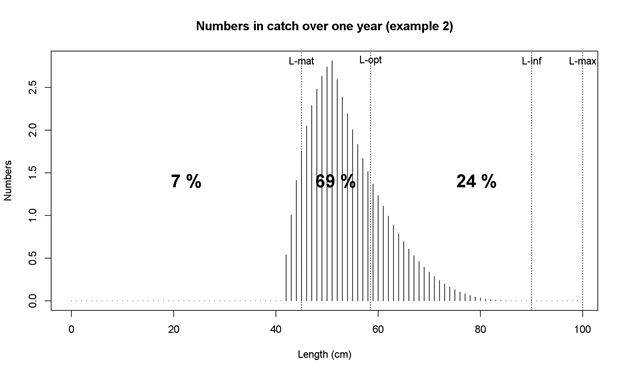 Numbers in catch over one year (example 2)
L-mat L-opt L-inf L-max
2.5
2.0
1.5
7 % 69 % 24 %
Numbers
1.0
0.5
0.0
0 20 40 60 80 100
Length (cm)